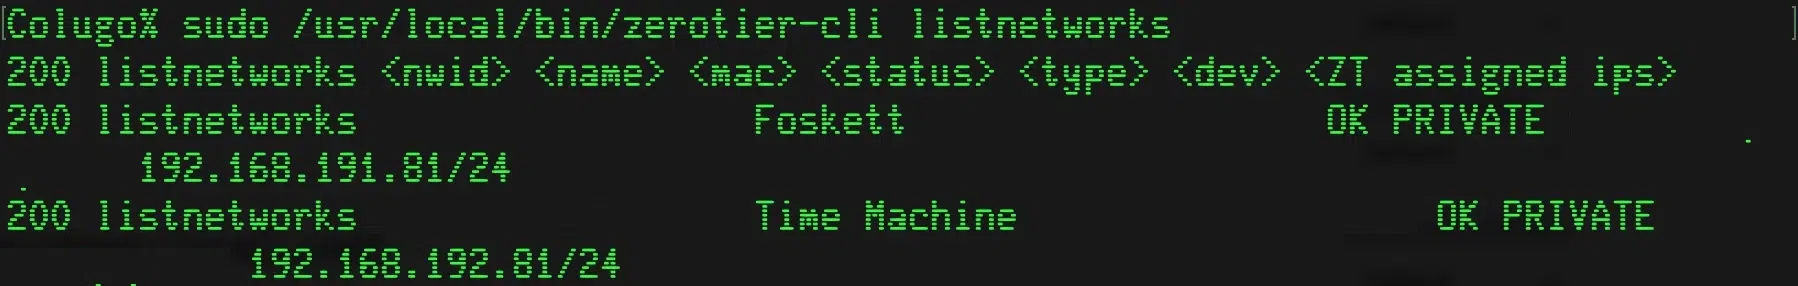 Colugo% sudo /usr/local/bin/zerotier-cli listnetworks
200 listnetworks <nwid> <name> <mac> <status> <type> <dev> <ZT assigned ips>
200 listnetworks Foskett OK PRIVATE
192.168.191.81/24
200 listnetworks Time Machine OK PRIVATE
192.168.192.81/24